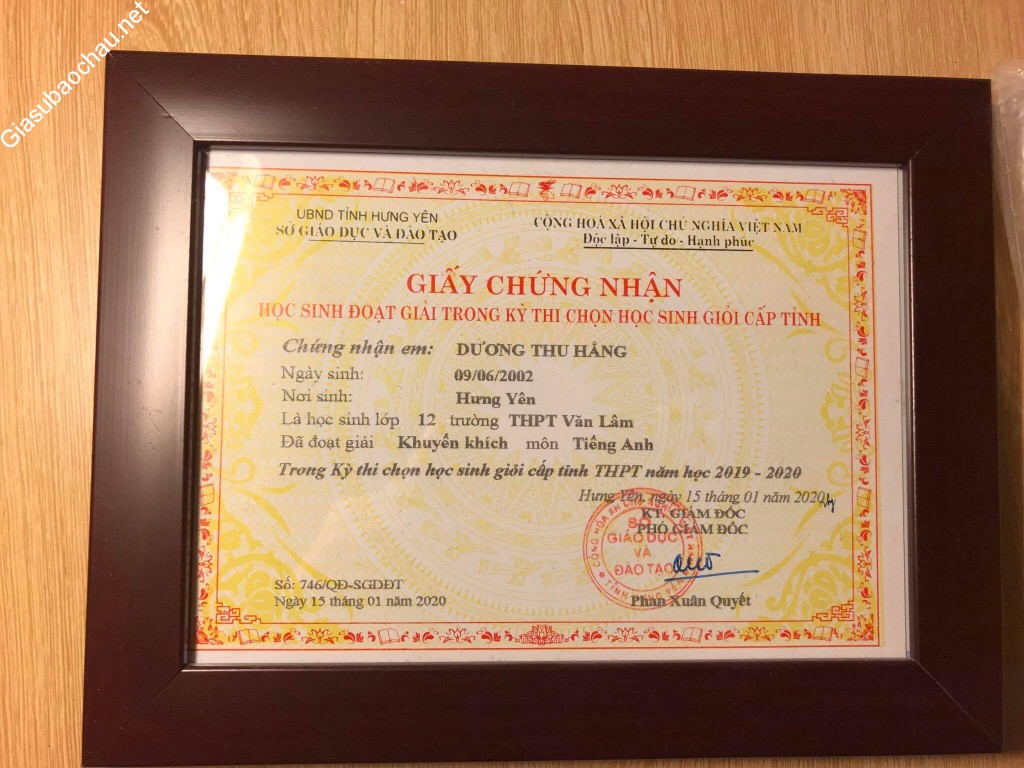 Giasubaochau.net
UBND TỈNH HƯNG YÊN
SỞ GIÁO DỤC VÀ ĐÀO TẠO
CỘNG HOÀ XÃ HỘI CHỦ NGHĨA VIỆT NAM
Độc lập - Tự do - Hạnh phúc
GIẤY CHỨNG NHẬN
HỌC SINH ĐOẠT GIẢI TRONG KỲ THI CHỌN HỌC SINH GIỎI CẤP TỈNH
Chứng nhận em: DƯƠNG THU HẰNG
Ngày sinh: 09/06/2002
Nơi sinh: Hưng Yên
Là học sinh lớp 12 trường THPT Văn Lâm
Đã đoạt giải Khuyến khích môn Tiếng Anh
Trong Kỳ thi chọn học sinh giỏi cấp tỉnh THPT năm học 2019 - 2020
Hưng Yên, ngày 15 tháng 01 năm 2020
KT. GIÁM ĐỐC
PHÓ GIÁM ĐỐC
SỞ
GIÁO DỤC
VÀ
ĐÀO TẠO
Phan Xuân Quyết
Số: 746/QĐ-SGDĐT
Ngày 15 tháng 01 năm 2020